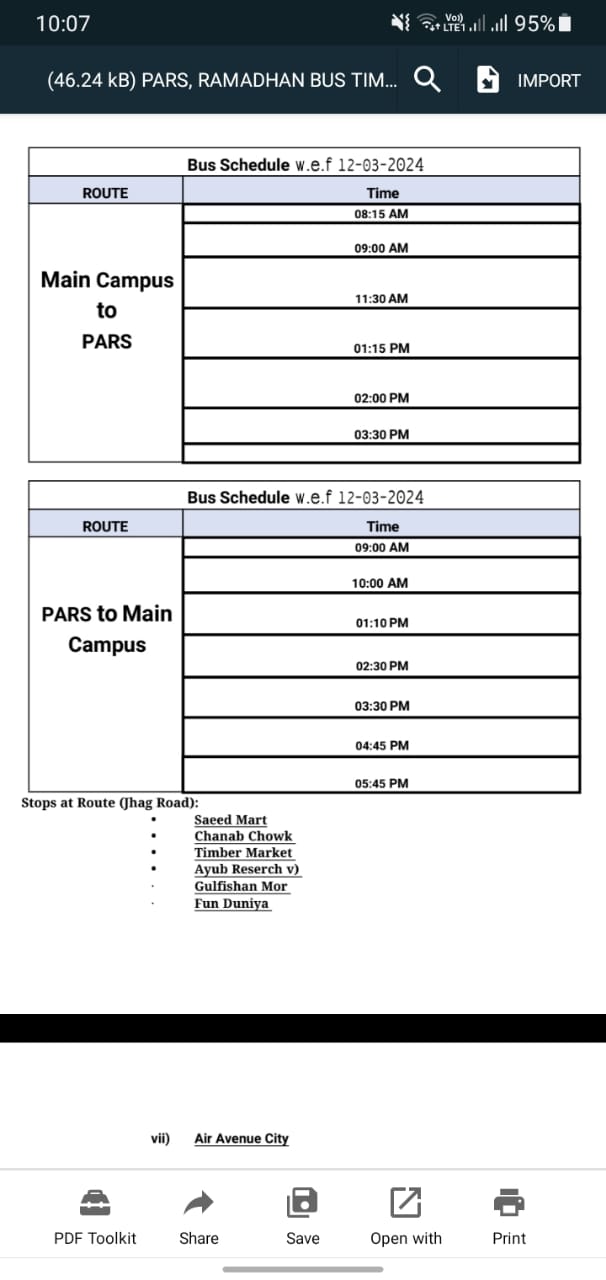 10:07 Vo)) LTE1 95%
(46.24 kB) PARS, RAMADHAN BUS TIM... IMPORT
Bus Schedule w.e.f 12-03-2024
ROUTE Time
Main Campus
to
PARS
08:15 AM
09:00 AM
11:30 AM
01:15 PM
02:00 PM
03:30 PM
Bus Schedule w.e.f 12-03-2024
ROUTE Time
PARS to Main
Campus
09:00 AM
10:00 AM
01:10 PM
02:30 PM
03:30 PM
04:45 PM
05:45 PM
Stops at Route (Jhag Road):
• Saeed Mart
• Chanab Chowk
• Timber Market
• Ayub Reserch v)
· Gulfishan Mor
· Fun Duniya
vii) Air Avenue City
PDF Toolkit Share Save Open with Print